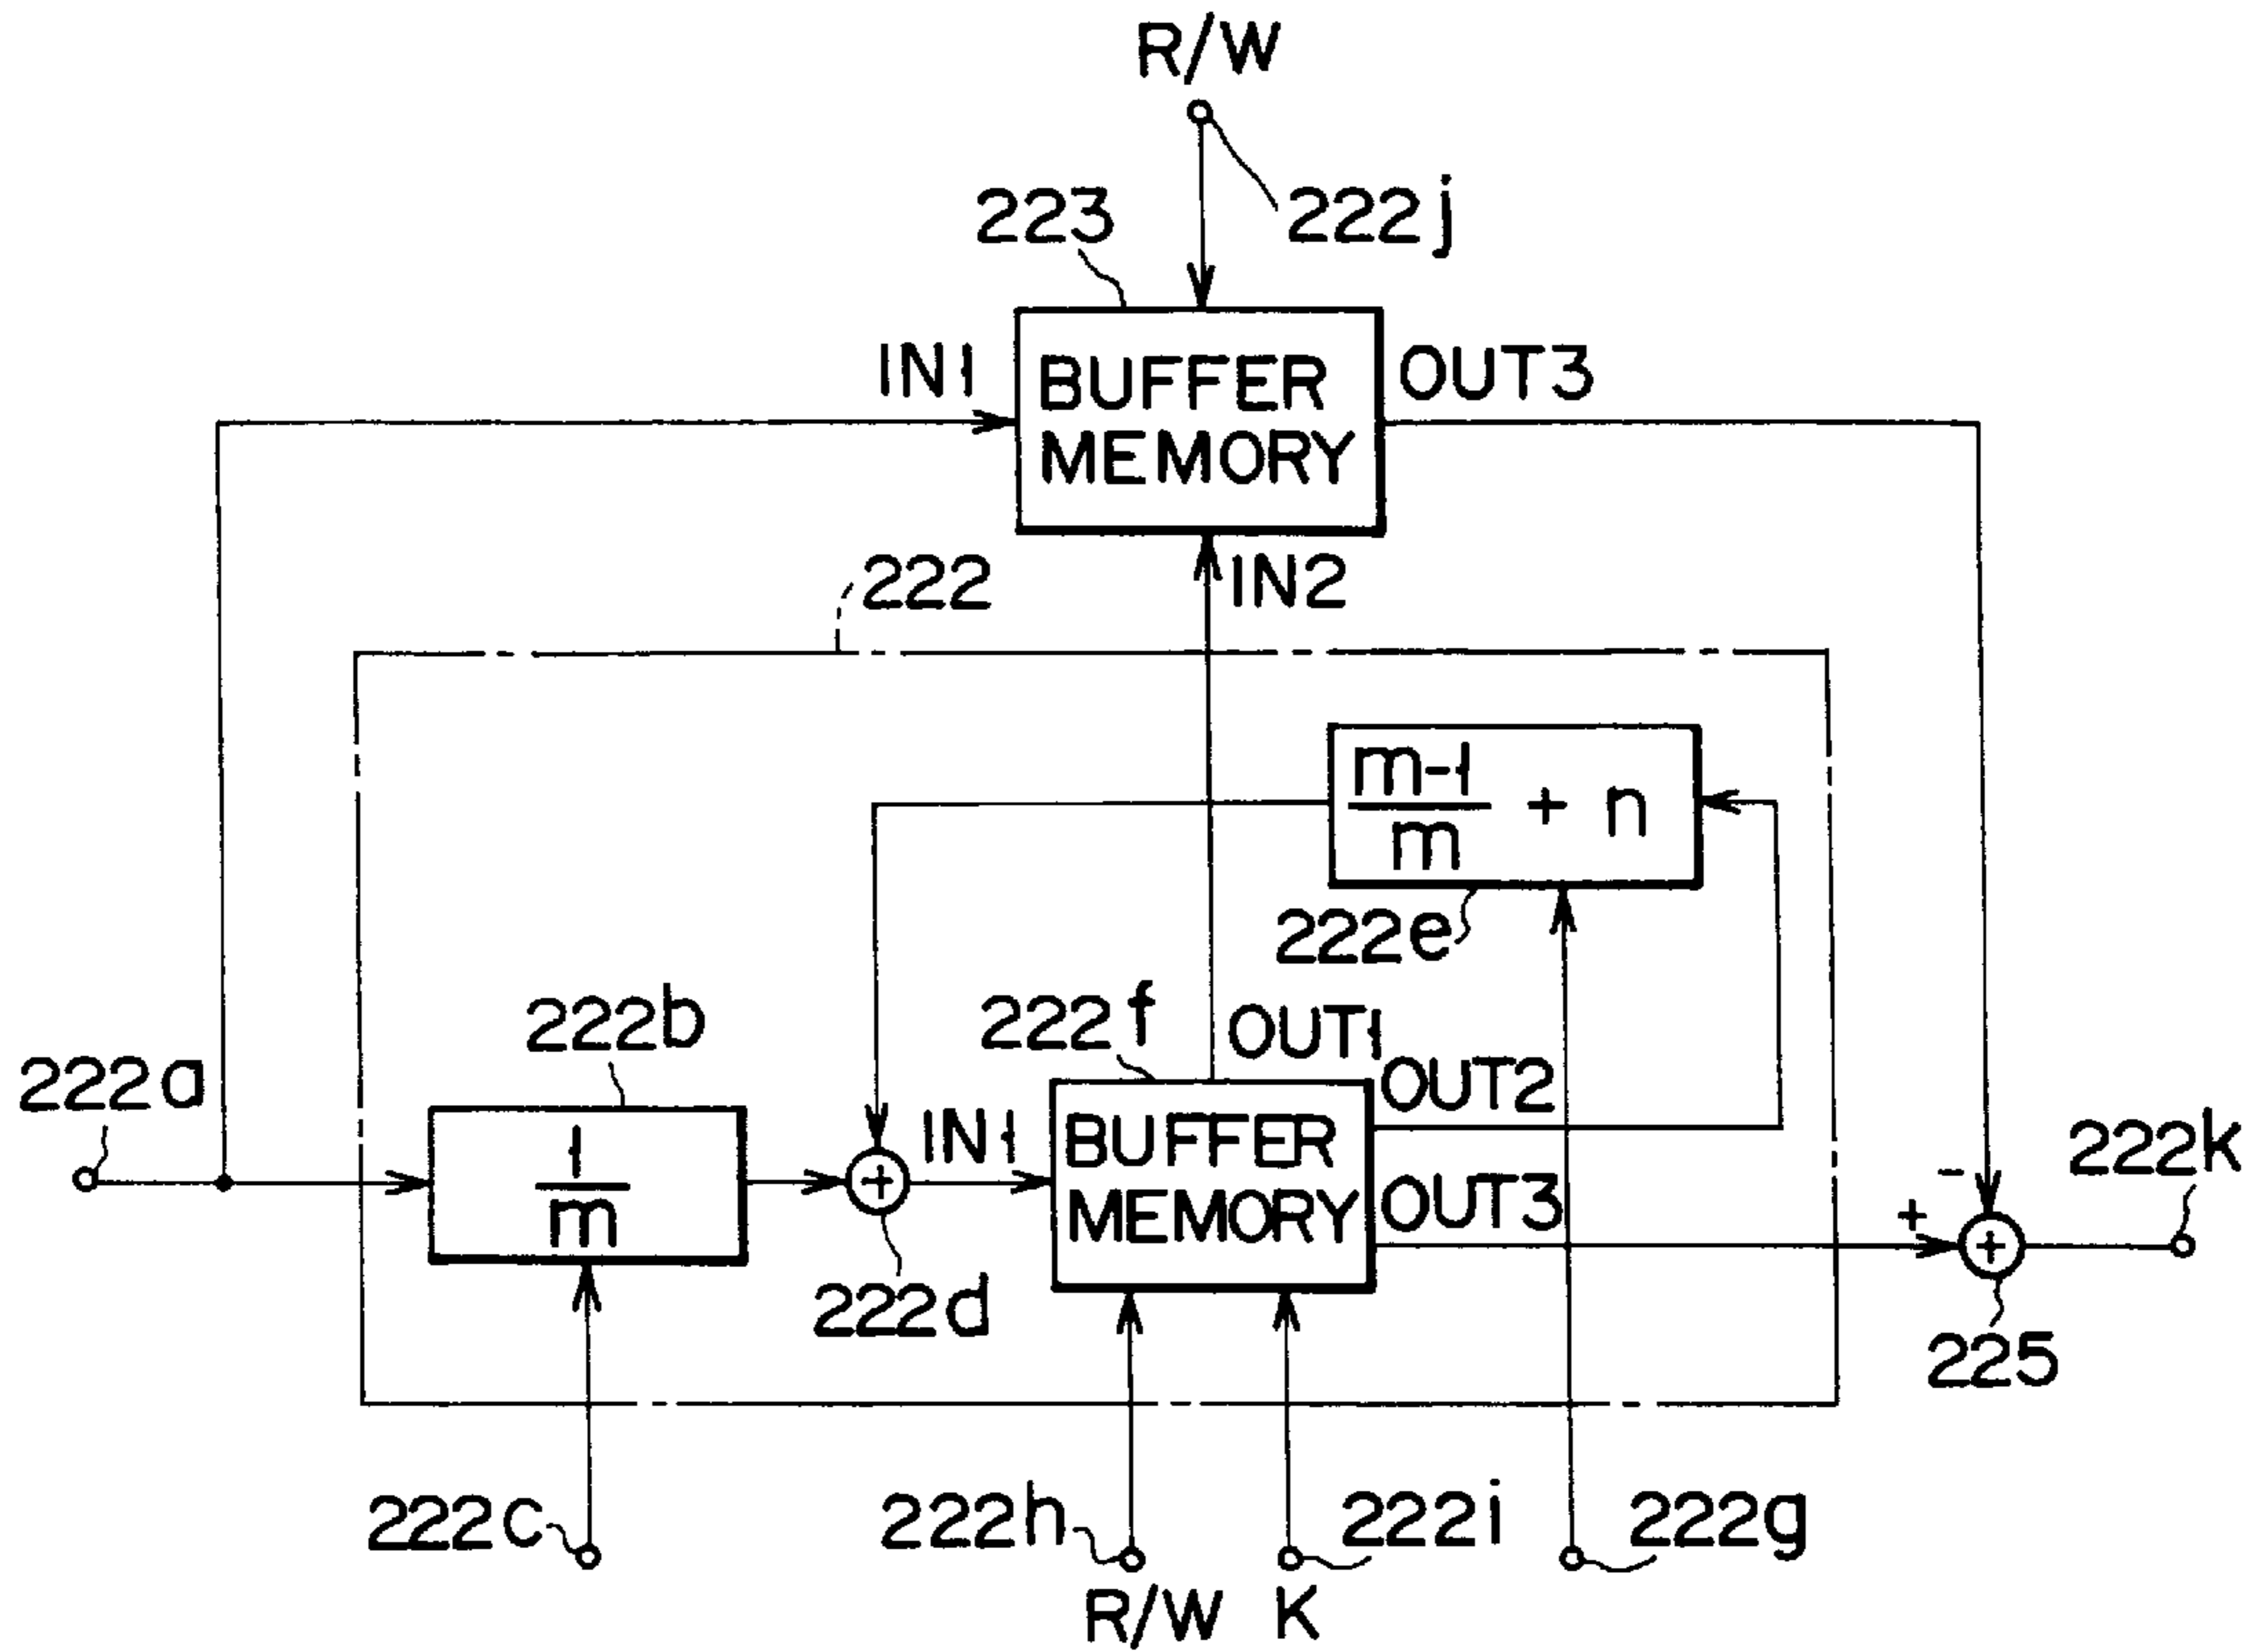 R/W
223
222j
IN1
BUFFER
MEMORY
OUT3
222
IN2
m-1
m
+ n
222e
222b
222f
OUT1
OUT2
222a
1
m
+
IN1
BUFFER
MEMORY
OUT3
222k
-
+
+
222d
225
222c
222h
222i
222g
R/W
K